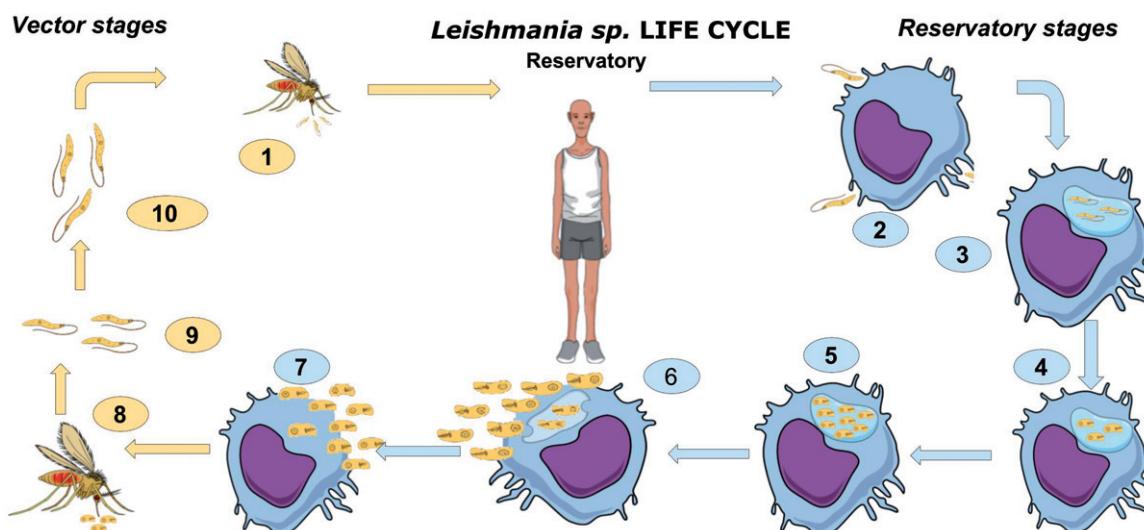 Vector stages
Leishmania sp. LIFE CYCLE
Reservatory stages
Reservatory
1
2
3
4
5
6
7
8
9
10